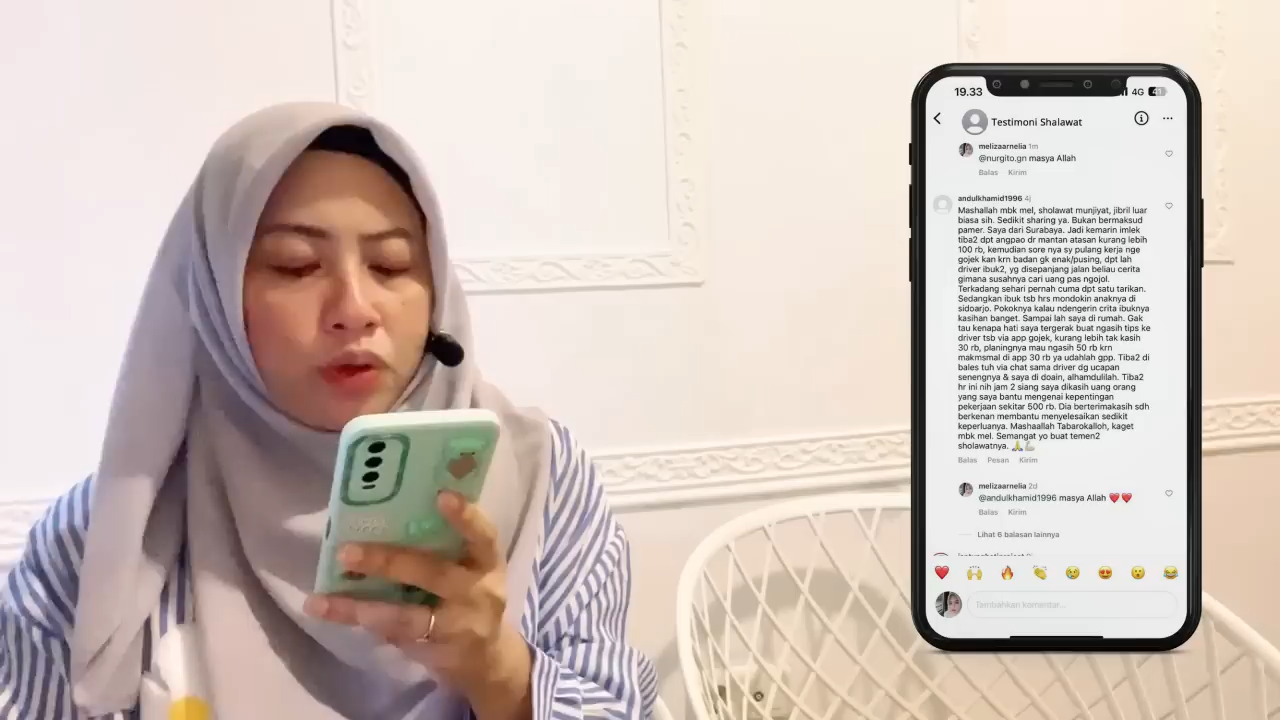 19.33
4G
Testimoni Shalawat
melizaarnelia 1m
@nurgito.gn masya Allah
Balas Kirim
andulkhamid1996 4j
Mashallah mbk mel, sholawat munjiyat, jibril luar
biasa sih. Sedikit sharing ya. Bukan bermaksud
pamer. Saya dari Surabaya. Jadi kemarin imlek
tiba2 dpt angpao dr mantan atasan kurang lebih
100 rb, kemudian sore nya sy pulang kerja nge
gojek kan krn badan gk enak/pusing, dpt lah
driver ibuk2, yg disepanjang jalan beliau cerita
gimana susahnya cari uang pas ngojol.
Terkadang sehari pernah cuma dpt satu tarikan.
Sedangkan ibuk tsb hrs mondokin anaknya di
sidoarjo. Pokoknya kalau ndengerin crita ibuknya
kasihan banget. Sampai lah saya di rumah. Gak
tau kenapa hati saya tergerak buat ngasih tips ke
driver tsb via app gojek, kurang lebih tak kasih
30 rb, planingnya mau ngasih 50 rb krn
makmsmal di app 30 rb ya udahlah gpp. Tiba2 di
bales tuh via chat sama driver dg ucapan
senengnya & saya di doain, alhamdulilah. Tiba2
hr ini nih jam 2 siang saya dikasih uang orang
yang saya bantu mengenai kepentingan
pekerjaan sekitar 500 rb. Dia berterimakasih sdh
berkenan membantu menyelesaikan sedikit
keperluanya. Mashaallah Tabarokalloh, kaget
mbk mel. Semangat yo buat temen2
sholawatnya. 🙏💪
Balas Pesan Kirim
melizaarnelia 2d
@andulkhamid1996 masya Allah ❤️❤️
Balas Kirim
Lihat 6 balasan lainnya
Tambahkan komentar...